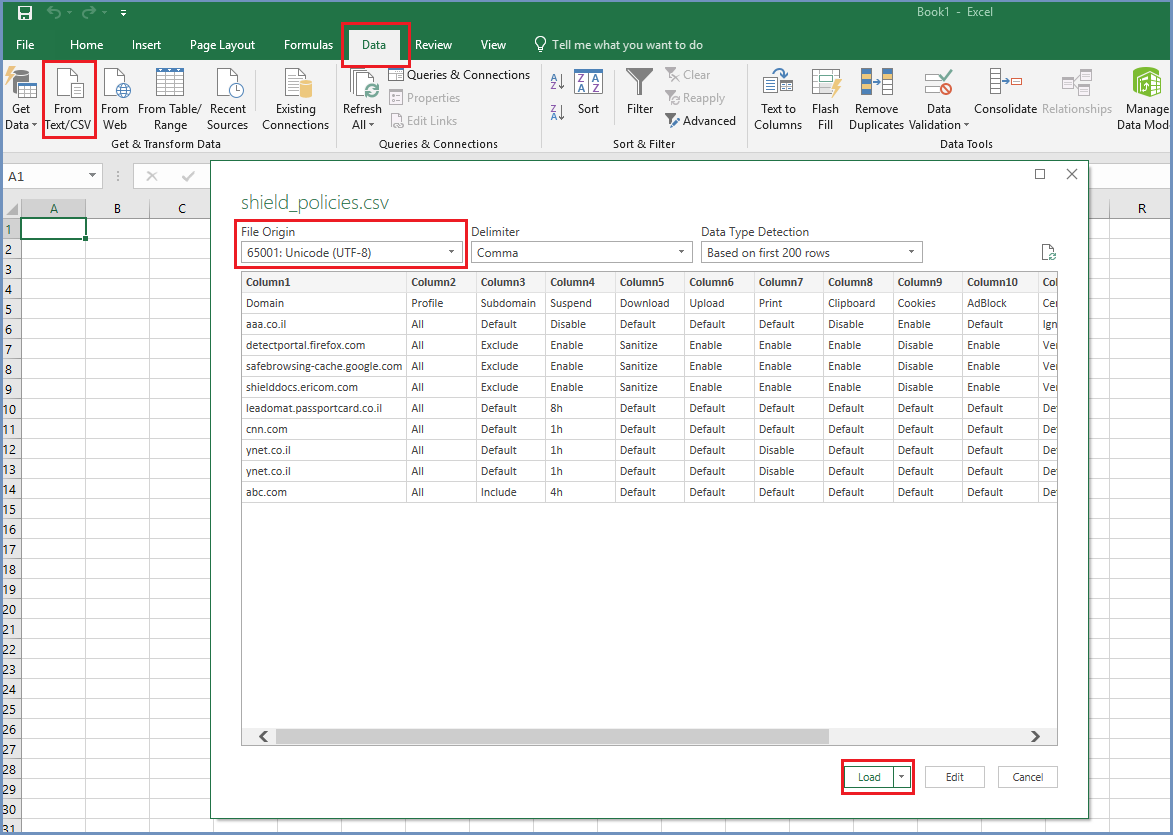 Book1 - Excel
File Home Insert Page Layout Formulas Data Review View Tell me what you want to do
Get Data
From Text/CSV
From Web
From Table/ Range
Recent Sources
Existing Connections
Refresh All
Queries & Connections
Properties
Edit Links
Sort
Filter
Clear
Reapply
Advanced
Text to Columns
Flash Fill
Remove Duplicates
Data Validation
Consolidate
Relationships
Manage Data Mod
Get & Transform Data Queries & Connections Sort & Filter Data Tools
A1
A B C R
shield_policies.csv
File Origin Delimiter Data Type Detection
65001: Unicode (UTF-8) Comma Based on first 200 rows
Column1 Column2 Column3 Column4 Column5 Column6 Column7 Column8 Column9 Column10 Col
Domain Profile Subdomain Suspend Download Upload Print Clipboard Cookies AdBlock Cer
aaa.co.il All Default Disable Default Default Default Disable Enable Default Ign
detectportal.firefox.com All Exclude Enable Sanitize Enable Enable Enable Disable Enable Ver
safebrowsing-cache.google.com All Exclude Enable Sanitize Enable Enable Enable Disable Enable Ver
shielddocs.ericom.com All Exclude Enable Sanitize Enable Enable Enable Disable Enable Ver
leadomat.passportcard.co.il All Default 8h Default Default Default Default Default Default Def
cnn.com All Default 1h Default Default Default Default Default Default Def
ynet.co.il All Default 1h Default Default Disable Default Default Default Def
ynet.co.il All Default 1h Default Default Disable Default Default Default Def
abc.com All Include 4h Default Default Default Default Default Default Def
Load Edit Cancel
1
2
3
4
5
6
7
8
9
10
11
12
13
14
15
16
17
18
19
20
21
22
23
24
25
26
27
28
29
30
31